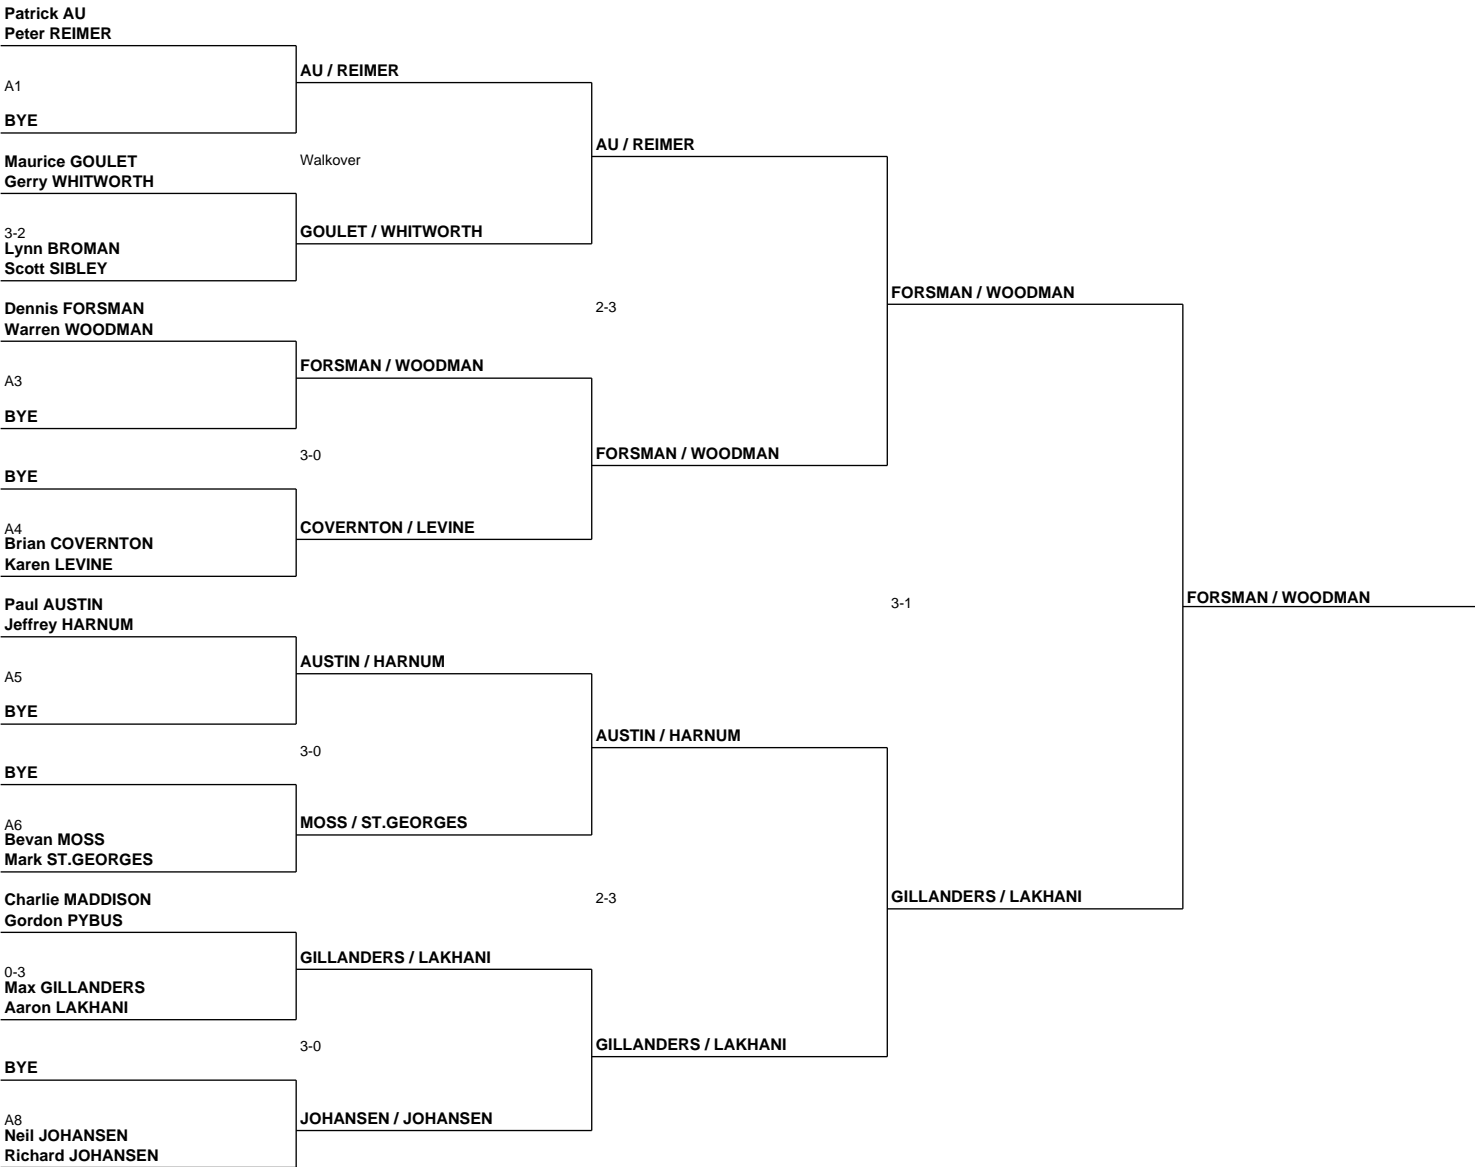 Patrick AU
Peter REIMER
A1
BYE
Maurice GOULET
Gerry WHITWORTH
3-2
Lynn BROMAN
Scott SIBLEY
Dennis FORSMAN
Warren WOODMAN
A3
BYE
BYE
A4
Brian COVERNTON
Karen LEVINE
Paul AUSTIN
Jeffrey HARNUM
A5
BYE
BYE
A6
Bevan MOSS
Mark ST.GEORGES
Charlie MADDISON
Gordon PYBUS
0-3
Max GILLANDERS
Aaron LAKHANI
BYE
A8
Neil JOHANSEN
Richard JOHANSEN
AU / REIMER
Walkover
GOULET / WHITWORTH
FORSMAN / WOODMAN
3-0
COVERNTON / LEVINE
AUSTIN / HARNUM
3-0
MOSS / ST.GEORGES
GILLANDERS / LAKHANI
3-0
JOHANSEN / JOHANSEN
AU / REIMER
2-3
FORSMAN / WOODMAN
AUSTIN / HARNUM
2-3
GILLANDERS / LAKHANI
FORSMAN / WOODMAN
3-1
GILLANDERS / LAKHANI
FORSMAN / WOODMAN